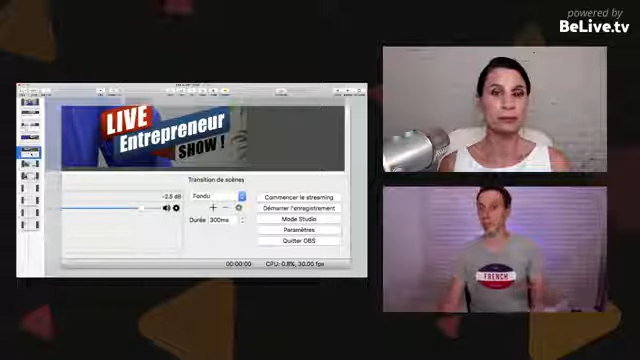 powered by
BeLive.tv
LIVE
Entrepreneur
SHOW !
Transition de scènes
-2.5 dB
Fondu
Durée 300ms
Commencer le streaming
Démarrer l'enregistrement
Mode Studio
Paramètres
Quitter OBS
00:00:00
CPU: 0.8%, 30.00 fps
FRENCH